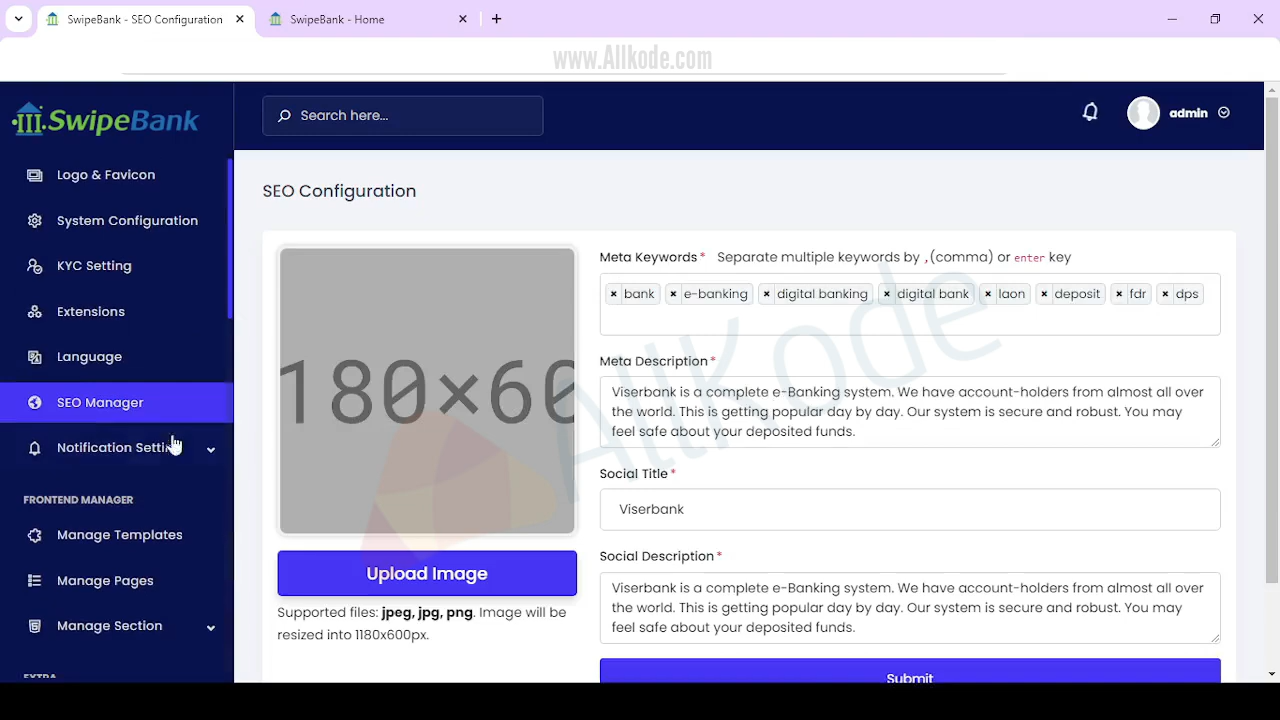 SwipeBank - SEO Configuration
SwipeBank - Home
www.Allkode.com
SwipeBank
Search here...
admin
Logo & Favicon
System Configuration
KYC Setting
Extensions
Language
SEO Manager
Notification Setting
FRONTEND MANAGER
Manage Templates
Manage Pages
Manage Section
EXTRA
SEO Configuration
180×60
Upload Image
Supported files: jpeg, jpg, png. Image will be
resized into 1180x600px.
Meta Keywords* Separate multiple keywords by ,(comma) or enter key
× bank × e-banking × digital banking × digital bank × laon × deposit × fdr × dps
Meta Description*
Viserbank is a complete e-Banking system. We have account-holders from almost all over
the world. This is getting popular day by day. Our system is secure and robust. You may
feel safe about your deposited funds.
Social Title*
Viserbank
Social Description*
Viserbank is a complete e-Banking system. We have account-holders from almost all over
the world. This is getting popular day by day. Our system is secure and robust. You may
feel safe about your deposited funds.
Submit
AllKode